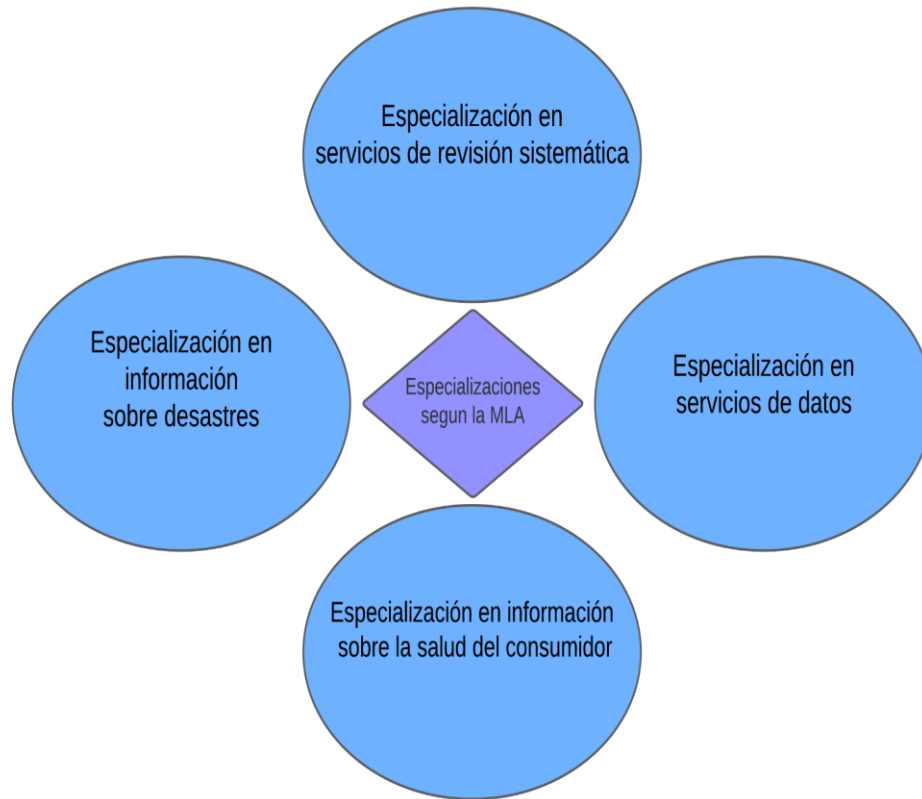 Especialización en
servicios de revisión sistemática
Especialización en
información
sobre desastres
Especializaciones
segun la MLA
Especialización en
servicios de datos
Especialización en información
sobre la salud del consumidor